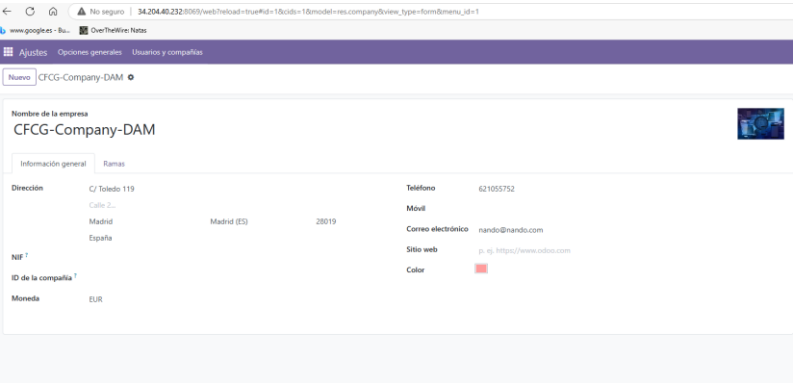 No seguro | 34.204.40.232:8069/web?reload=true#id=1&cids=1&model=res.company&view_type=form&menu_id=1
www.google.es - Bu... OverTheWire: Natas
Ajustes Opciones generales Usuarios y compañías
Nuevo CFCG-Company-DAM
Nombre de la empresa
CFCG-Company-DAM
Información general Ramas
Dirección C/ Toledo 119 Teléfono 621055752
Calle 2... Móvil
Madrid Madrid (ES) 28019 Correo electrónico nando@nando.com
España Sitio web p. ej. https://www.odoo.com
NIF ?
Color
ID de la compañía ?
Moneda EUR